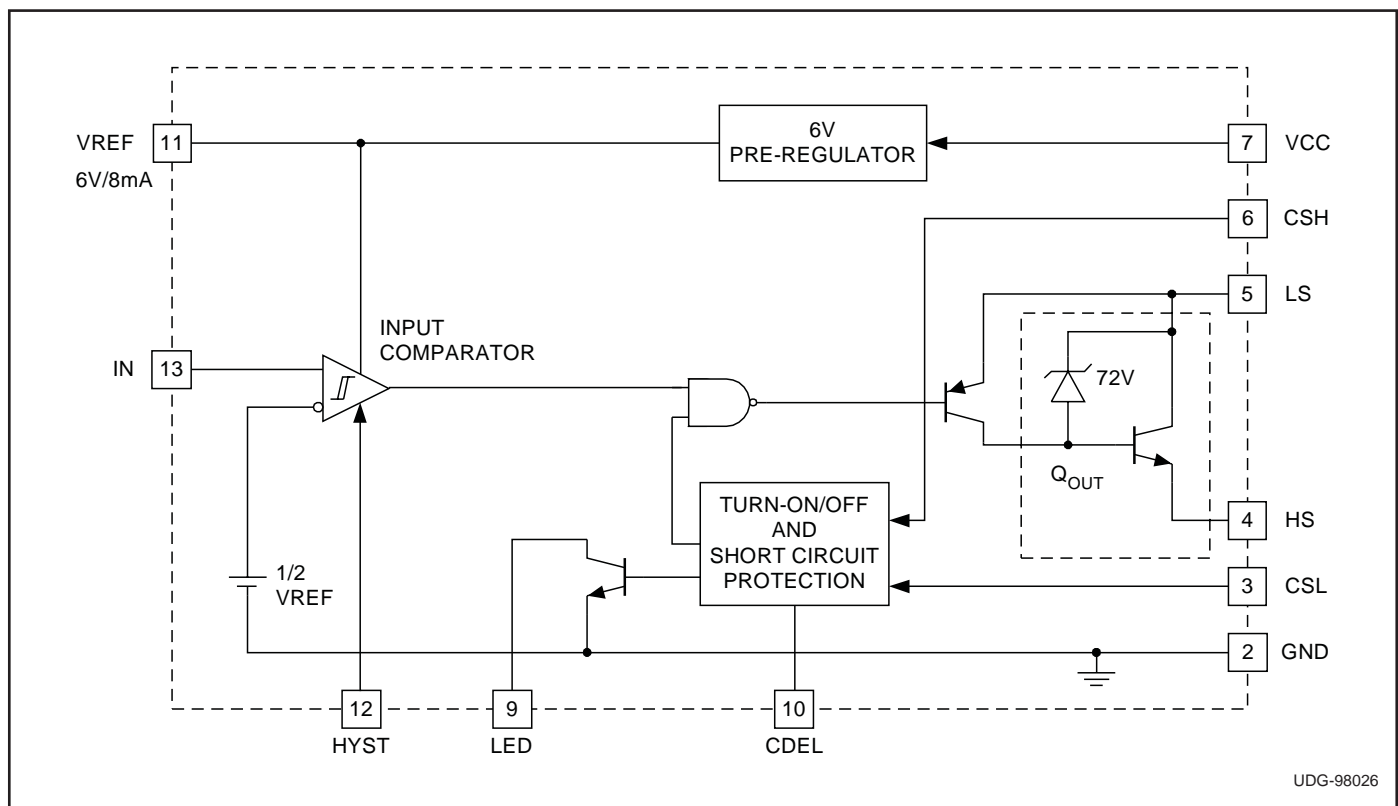 VREF 11
6V/8mA
6V
PRE-REGULATOR
7 VCC
6 CSH
5 LS
INPUT
COMPARATOR
IN 13
72V
QOUT
4 HS
TURN-ON/OFF
AND
SHORT CIRCUIT
PROTECTION
1/2
VREF
3 CSL
2 GND
12
HYST
9
LED
10
CDEL
UDG-98026